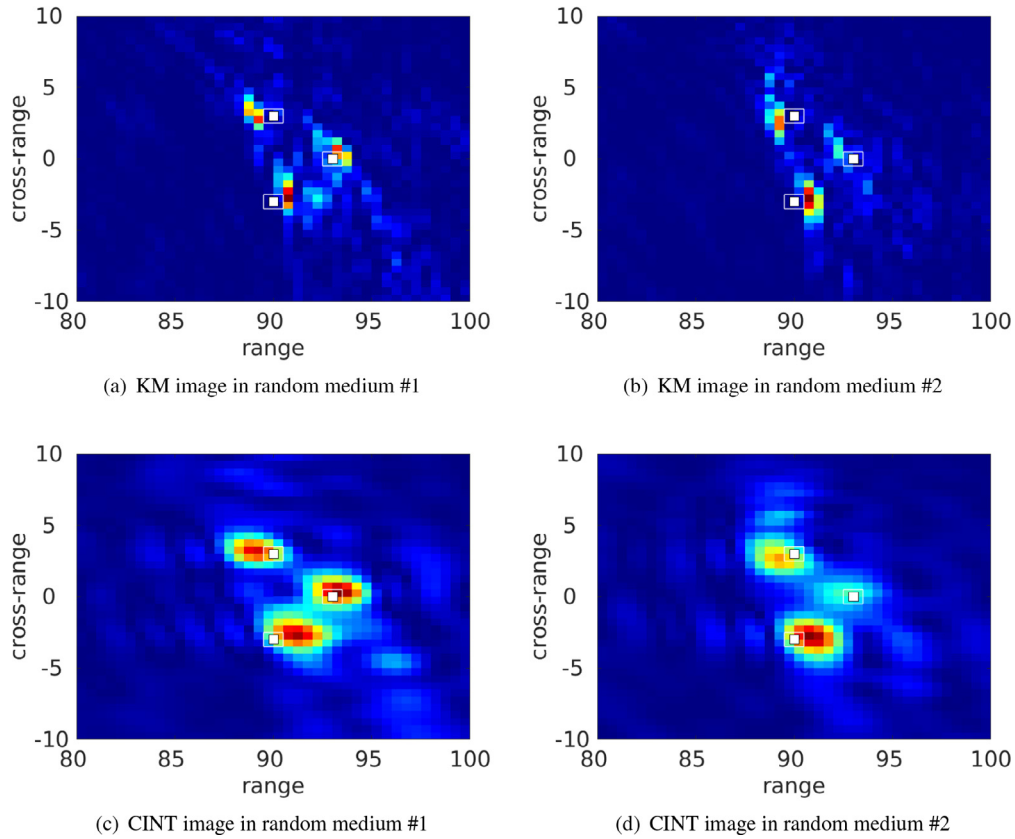 10
5
0
-5
-10
cross-range
80 85 90 95 100
range
(a) KM image in random medium #1
10
5
0
-5
-10
cross-range
80 85 90 95 100
range
(b) KM image in random medium #2
10
5
0
-5
-10
cross-range
80 85 90 95 100
range
(c) CINT image in random medium #1
10
5
0
-5
-10
cross-range
80 85 90 95 100
range
(d) CINT image in random medium #2